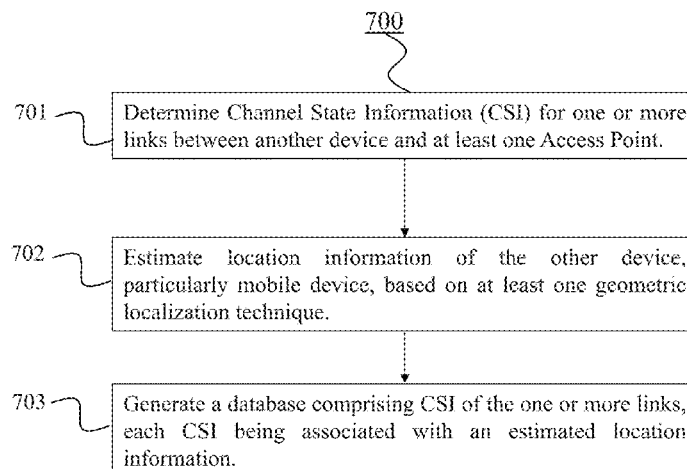 700
701
Determine Channel State Information (CSI) for one or more
links between another device and at least one Access Point.
702
Estimate location information of the other device,
particularly mobile device, based on at least one geometric
localization technique.
703
Generate a database comprising CSI of the one or more links,
each CSI being associated with an estimated location
information.